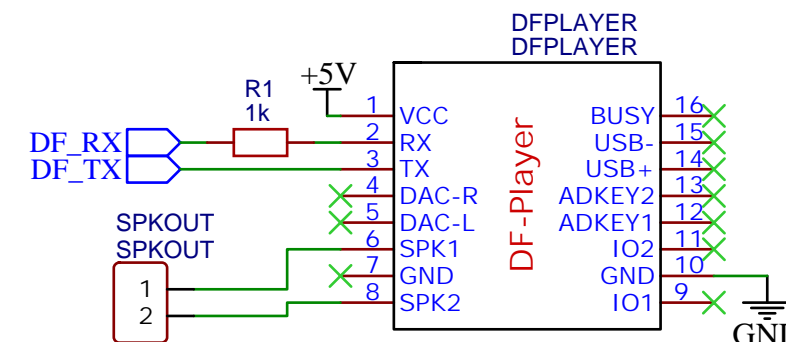 DFPLAYER
DFPLAYER
+5V
R1
1k
DF_RX
DF_TX
1 VCC
2 RX
3 TX
4 DAC-R
5 DAC-L
6 SPK1
7 GND
8 SPK2
DF-Player
BUSY 16
USB- 15
USB+ 14
ADKEY2 13
ADKEY1 12
IO2 11
GND 10
IO1 9
SPKOUT
SPKOUT
1
2
GND